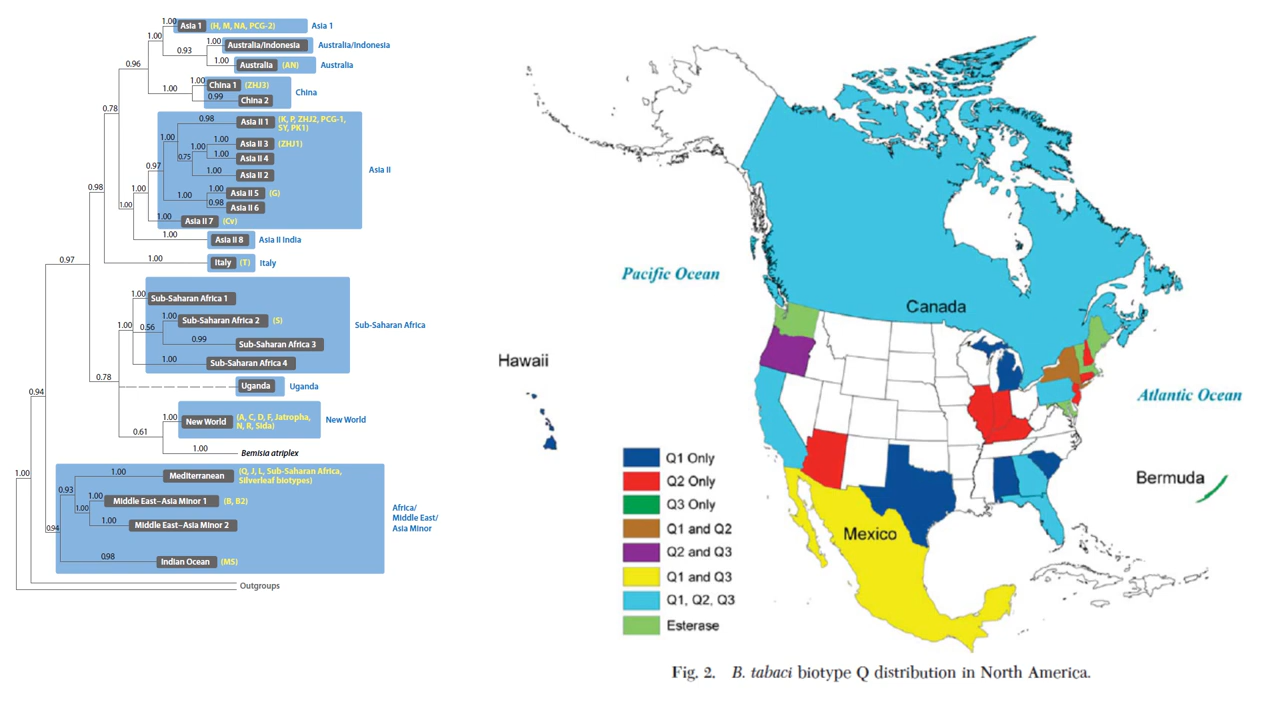 1.00
Asia 1 (H, M, NA, PCG-2) Asia 1
1.00
1.00
Australia/Indonesia Australia/Indonesia
0.93
1.00
Australia (AN) Australia
0.96
1.00
China 1 (ZHJ3)
1.00
China
0.99
China 2
0.78
0.98
Asia II 1 (K, P, ZHJ2, PCG-1,
SY, PK1)
1.00
1.00
Asia II 3 (ZHJ1)
1.00
1.00
Asia II 4
0.75
0.97
1.00
Asia II 2
Asia II
0.98
1.00
1.00
1.00
Asia II 5 (G)
0.98
Asia II 6
1.00
1.00
Asia II 7 (Cv)
1.00
Asia II 8 Asia II India
0.97
1.00
Italy (T) Italy
1.00
Sub-Saharan Africa 1
1.00
1.00
Sub-Saharan Africa 2 (S)
0.56
Sub-Saharan Africa
0.99
Sub-Saharan Africa 3
1.00
Sub-Saharan Africa 4
0.78
Uganda Uganda
0.94
1.00
New World (A, C, D, F, Jatropha,
N, R, Sida)
New World
0.61
1.00
Bemisia atriplex
1.00
1.00
Mediterranean (Q, J, L, Sub-Saharan Africa,
Silverleaf biotypes)
0.93
1.00
Middle East–Asia Minor 1 (B, B2)
1.00
Africa/
Middle East/
Asia Minor
1.00
Middle East–Asia Minor 2
0.94
0.98
Indian Ocean (MS)
Outgroups
Pacific Ocean
Canada
Hawaii
Atlantic Ocean
Bermuda
Mexico
Q1 Only
Q2 Only
Q3 Only
Q1 and Q2
Q2 and Q3
Q1 and Q3
Q1, Q2, Q3
Esterase
Fig. 2. B. tabaci biotype Q distribution in North America.